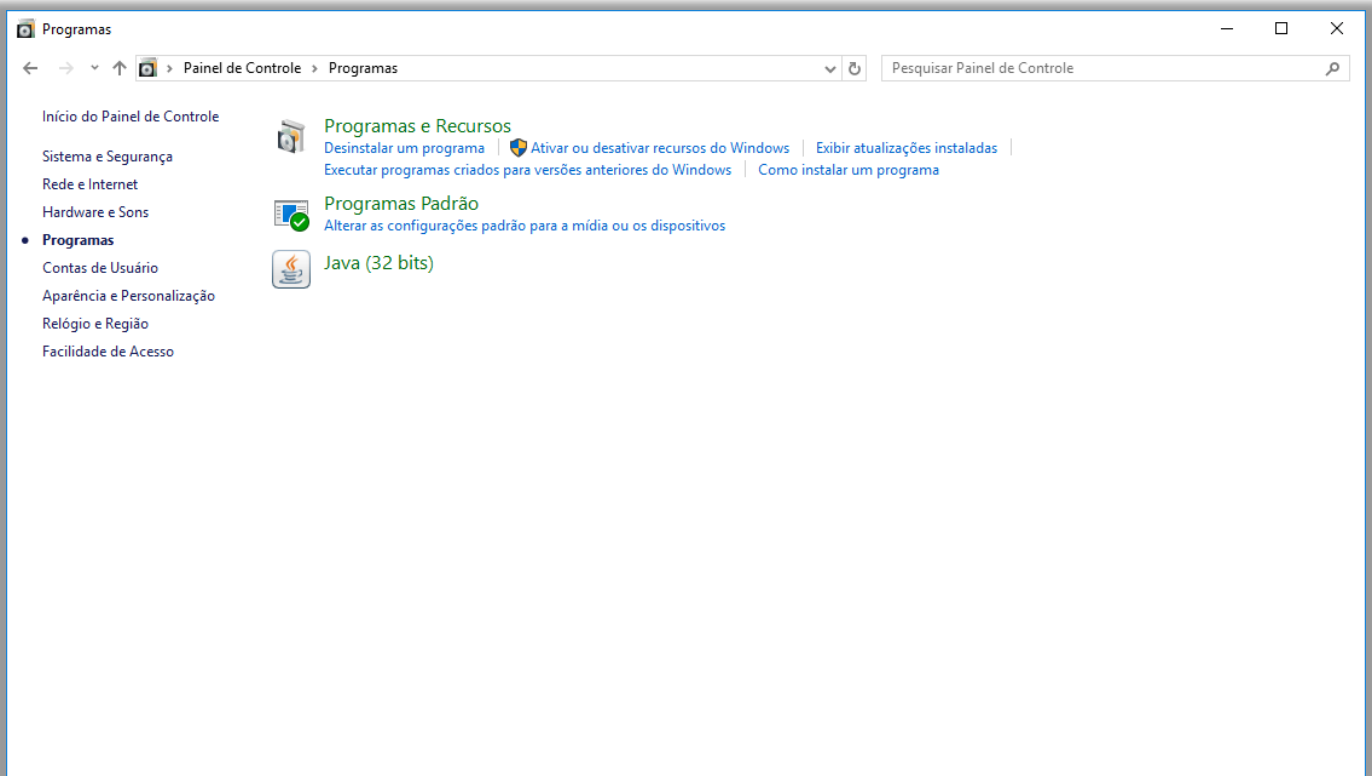 Programas
Painel de Controle > Programas
Pesquisar Painel de Controle
Início do Painel de Controle
Sistema e Segurança
Rede e Internet
Hardware e Sons
Programas
Contas de Usuário
Aparência e Personalização
Relógio e Região
Facilidade de Acesso
Programas e Recursos
Desinstalar um programa | Ativar ou desativar recursos do Windows | Exibir atualizações instaladas |
Executar programas criados para versões anteriores do Windows | Como instalar um programa
Programas Padrão
Alterar as configurações padrão para a mídia ou os dispositivos
Java (32 bits)